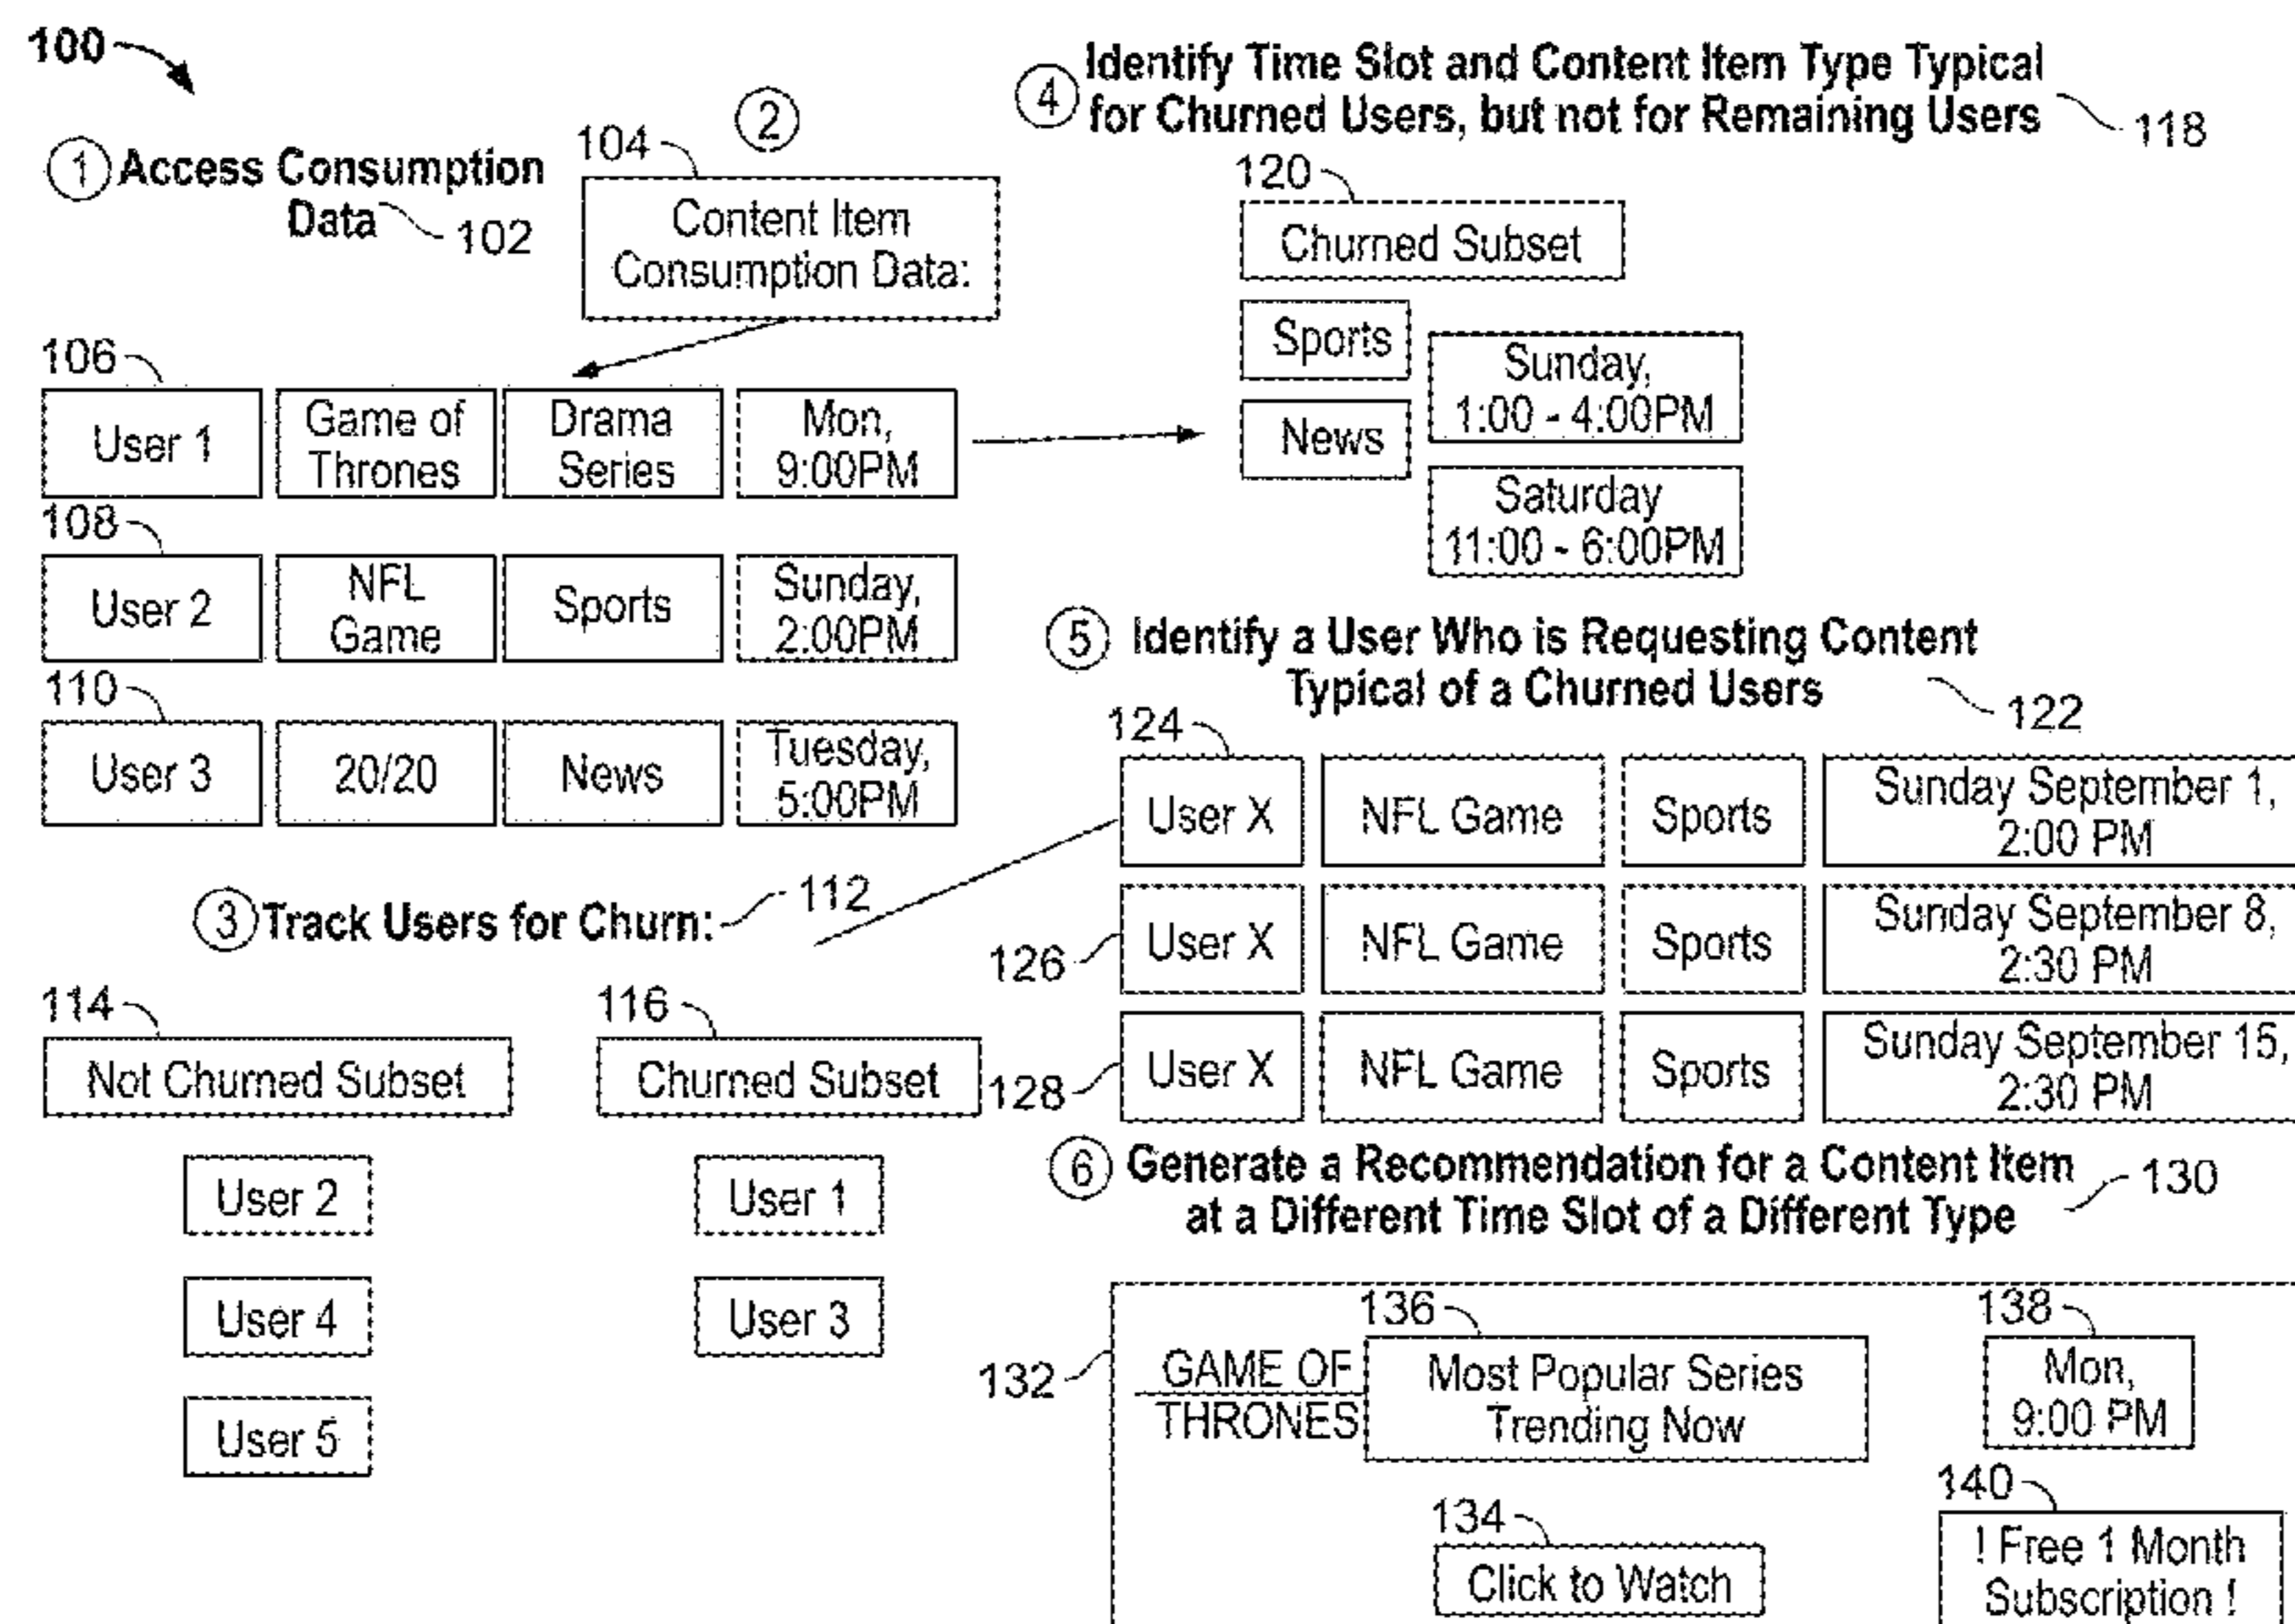 100
① Access Consumption
Data 102
②
104
Content Item
Consumption Data:
106
User 1 Game of Thrones Drama Series Mon, 9:00PM
108
User 2 NFL Game Sports Sunday, 2:00PM
110
User 3 20/20 News Tuesday, 5:00PM
③ Track Users for Churn: 112
114
Not Churned Subset
User 2
User 4
User 5
116
Churned Subset
User 1
User 3
④ Identify Time Slot and Content Item Type Typical
for Churned Users, but not for Remaining Users 118
120
Churned Subset
Sports
News
Sunday,
1:00 - 4:00PM
Saturday
11:00 - 6:00PM
⑤ Identify a User Who is Requesting Content
Typical of a Churned Users 122
124
User X NFL Game Sports Sunday September 1, 2:00 PM
126 User X NFL Game Sports Sunday September 8, 2:30 PM
128 User X NFL Game Sports Sunday September 15, 2:30 PM
⑥ Generate a Recommendation for a Content Item
at a Different Time Slot of a Different Type 130
132
GAME OF
THRONES
136
Most Popular Series
Trending Now
138
Mon,
9:00 PM
134
Click to Watch
140
! Free 1 Month
Subscription !